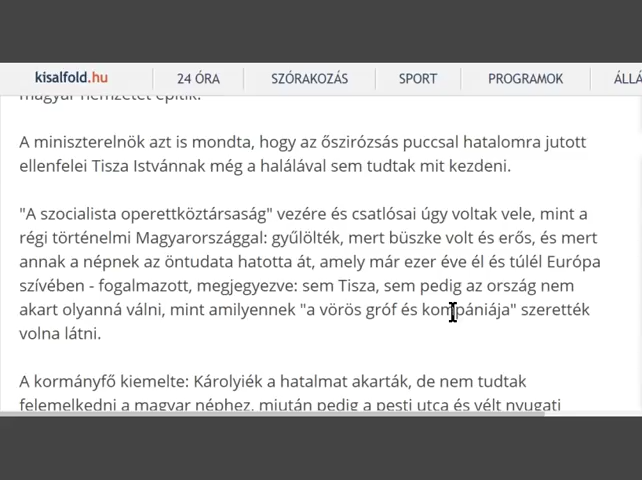 kisalfold.hu 24 ÓRA SZÓRAKOZÁS SPORT PROGRAMOK ÁLLÁ
magyar nemzetet építik.
A miniszterelnök azt is mondta, hogy az őszirózsás puccsal hatalomra jutott
ellenfelei Tisza Istvánnak még a halálával sem tudtak mit kezdeni.
"A szocialista operettköztársaság" vezére és csatlósai úgy voltak vele, mint a
régi történelmi Magyarországgal: gyűlölték, mert büszke volt és erős, és mert
annak a népnek az öntudata hatotta át, amely már ezer éve él és túlél Európa
szívében - fogalmazott, megjegyezve: sem Tisza, sem pedig az ország nem
akart olyanná válni, mint amilyennek "a vörös gróf és kompániája" szerették
volna látni.
A kormányfő kiemelte: Károlyiék a hatalmat akarták, de nem tudtak
felemelkedni a magyar néphez, miután pedig a pesti utca és vélt nyugati